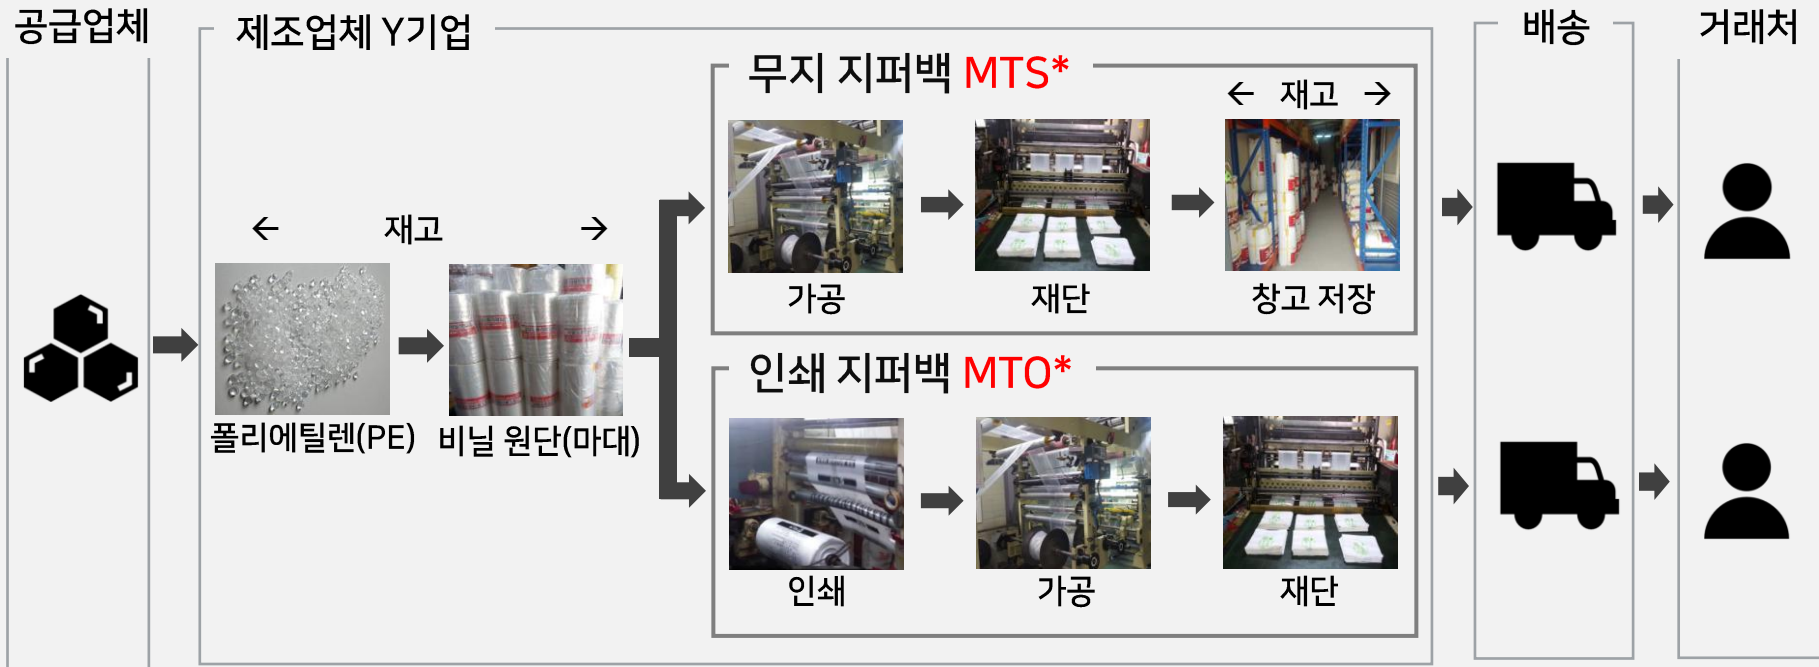 공급업체
제조업체 Y기업
배송
거래처
무지 지퍼백 MTS*
← 재고 →
가공
재단
창고 저장
← 재고 →
폴리에틸렌(PE)
비닐 원단(마대)
인쇄 지퍼백 MTO*
인쇄
가공
재단